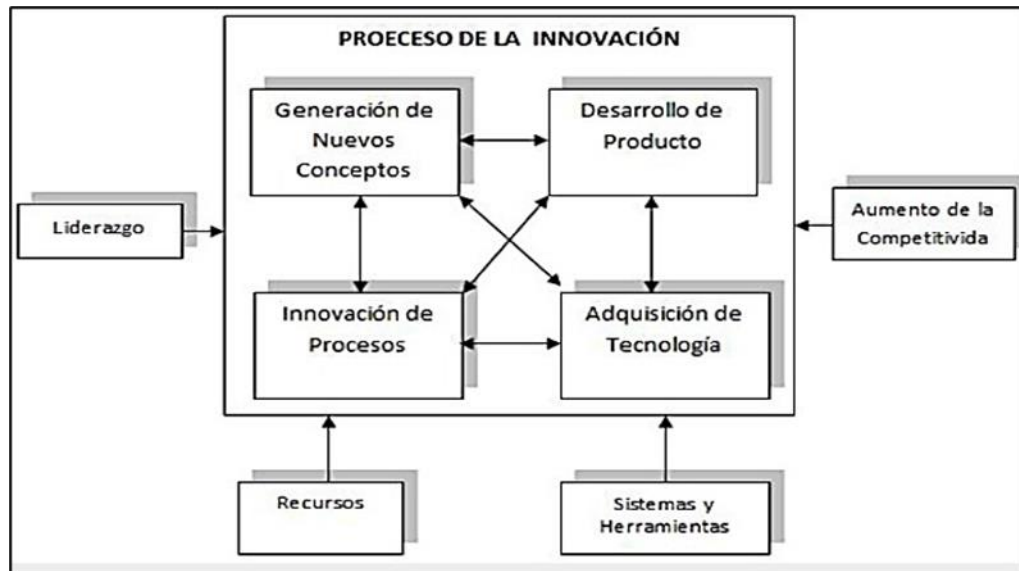 PROECESO DE LA INNOVACIÓN
Generación de
Nuevos
Conceptos
Desarrollo de
Producto
Liderazgo
Aumento de la
Competitivida
Innovación de
Procesos
Adquisición de
Tecnología
Recursos
Sistemas y
Herramientas